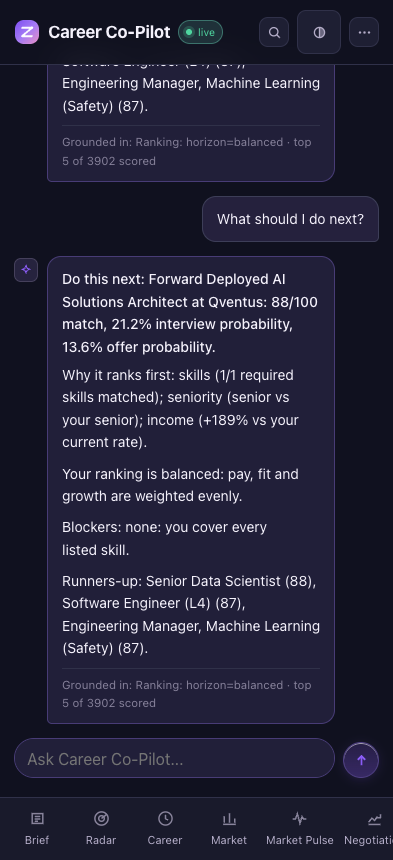 Career Co-Pilot
live
Engineering Manager, Machine Learning
(Safety) (87).
Grounded in: Ranking: horizon=balanced · top
5 of 3902 scored
What should I do next?
Do this next: Forward Deployed AI
Solutions Architect at Qventus: 88/100
match, 21.2% interview probability,
13.6% offer probability.
Why it ranks first: skills (1/1 required
skills matched); seniority (senior vs
your senior); income (+189% vs your
current rate).
Your ranking is balanced: pay, fit and
growth are weighted evenly.
Blockers: none: you cover every
listed skill.
Runners-up: Senior Data Scientist (88),
Software Engineer (L4) (87),
Engineering Manager, Machine Learning
(Safety) (87).
Grounded in: Ranking: horizon=balanced · top
5 of 3902 scored
Ask Career Co-Pilot...
Brief
Radar
Career
Market
Market Pulse
Negotiati